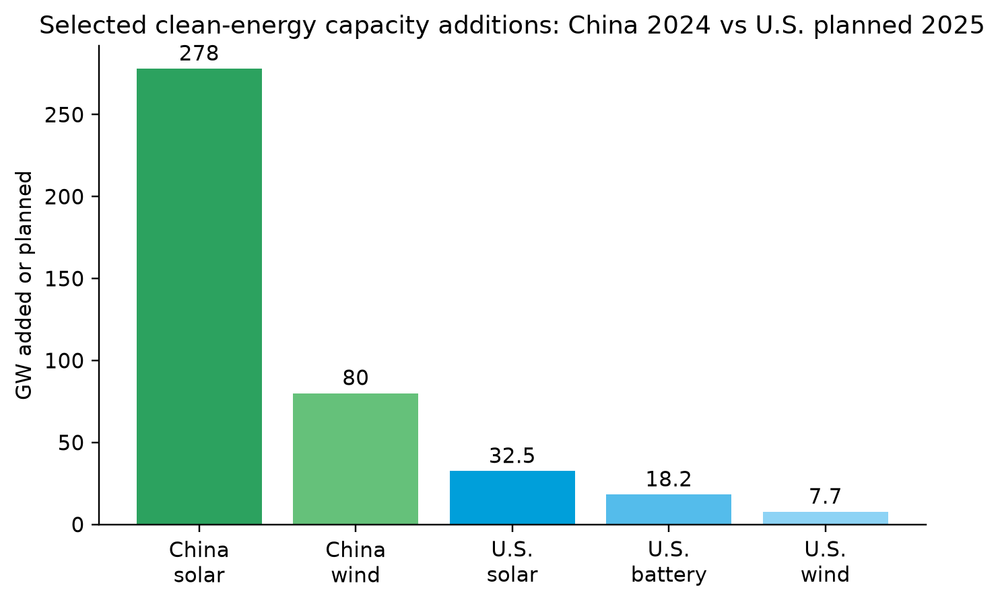 Selected clean-energy capacity additions: China 2024 vs U.S. planned 2025
GW added or planned
250
200
150
100
50
0
278
80
32.5
18.2
7.7
China
solar
China
wind
U.S.
solar
U.S.
battery
U.S.
wind